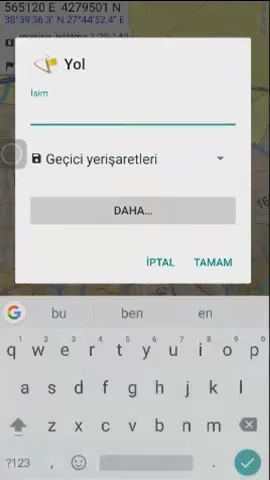 565120 E 4279501 N
38°39.36.3' N 27°44'52.4" E
Yol
İsim
Geçici yerişaretleri
DAHA...
İPTAL TAMAM
bu ben en
q w e r t y u i o p
a s d f g h j k l
z x c v b n m
?123 , .